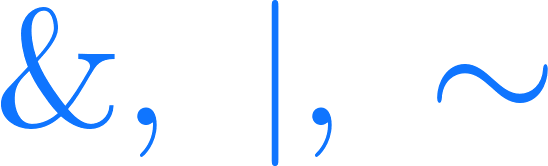 &, |, ~